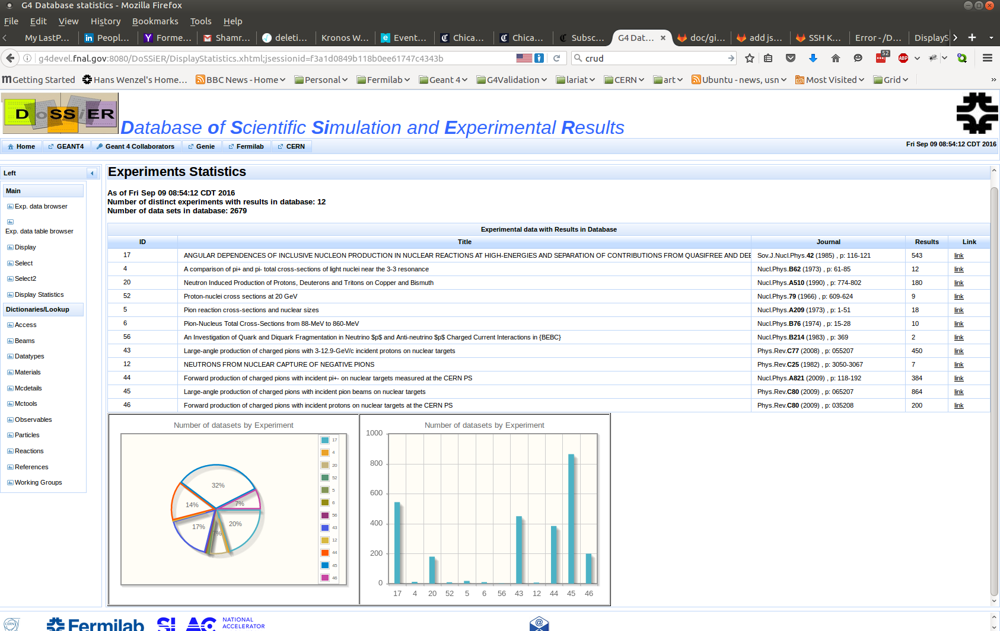 G4 Database statistics - Mozilla Firefox
File Edit View History Bookmarks Tools Help
My LastP... Peopl... Forme... Shamr... deleti... Kronos W... Event... Chica... Chica... Subsc... G4 Dat... doc/gi... add js... SSH K... Error - /D... DisplayS
g4devel.fnal.gov:8080/DoSSiER/DisplayStatistics.xhtml;jsessionid=f3a1d0849b118b0ee61747c4343b crud 52 ABP
Getting Started Hans Wenzel's Home... BBC News - Home Personal Fermilab Geant 4 G4Validation lariat CERN art Ubuntu - news, usn Most Visited Grid
DoSSiER
Database of Scientific Simulation and Experimental Results
Home GEANT4 Geant 4 Collaborators Genie Fermilab CERN Fri Sep 09 08:54:12 CDT 2016
Left
Main
Exp. data browser
Exp. data table browser
Display
Select
Select2
Display Statistics
Dictionaries/Lookup
Access
Beams
Datatypes
Materials
Mcdetails
Mctools
Observables
Particles
Reactions
References
Working Groups
Experiments Statistics
As of Fri Sep 09 08:54:12 CDT 2016
Number of distinct experiments with results in database: 12
Number of data sets in database: 2679
Experimental data with Results in Database
ID Title Journal Results Link
17 ANGULAR DEPENDENCES OF INCLUSIVE NUCLEON PRODUCTION IN NUCLEAR REACTIONS AT HIGH-ENERGIES AND SEPARATION OF CONTRIBUTIONS FROM QUASIFREE AND DEE Sov.J.Nucl.Phys.42 (1985) , p: 116-121 543 link
4 A comparison of pi+ and pi- total cross-sections of light nuclei near the 3-3 resonance Nucl.Phys.B62 (1973) , p: 61-85 12 link
20 Neutron Induced Production of Protons, Deuterons and Tritons on Copper and Bismuth Nucl.Phys.A510 (1990) , p: 774-802 180 link
52 Proton-nuclei cross sections at 20 GeV Nucl.Phys.79 (1966) , p: 609-624 9 link
5 Pion reaction cross-sections and nuclear sizes Nucl.Phys.A209 (1973) , p: 1-51 18 link
6 Pion-Nucleus Total Cross-Sections from 88-MeV to 860-MeV Nucl.Phys.B76 (1974) , p: 15-28 10 link
56 An Investigation of Quark and Diquark Fragmentation in Neutrino $p$ and Anti-neutrino $p$ Charged Current Interactions in {BEBC} Nucl.Phys.B214 (1983) , p: 369 2 link
43 Large-angle production of charged pions with 3-12.9-GeV/c incident protons on nuclear targets Phys.Rev.C77 (2008) , p: 055207 450 link
12 NEUTRONS FROM NUCLEAR CAPTURE OF NEGATIVE PIONS Phys.Rev.C25 (1982) , p: 3050-3067 7 link
44 Forward production of charged pions with incident pi+- on nuclear targets measured at the CERN PS Nucl.Phys.A821 (2009) , p: 118-192 384 link
45 Large-angle production of charged pions with incident pion beams on nuclear targets Phys.Rev.C80 (2009) , p: 065207 864 link
46 Forward production of charged pions with incident protons on nuclear targets at the CERN PS Phys.Rev.C80 (2009) , p: 035208 200 link
Number of datasets by Experiment
32%
14%
7%
17%
20%
7%
17
4
20
52
5
6
56
43
12
44
45
46
Number of datasets by Experiment
1000
800
600
400
200
0
17 4 20 52 5 6 56 43 12 44 45 46
CERN Fermilab SLAC NATIONAL
ACCELERATOR